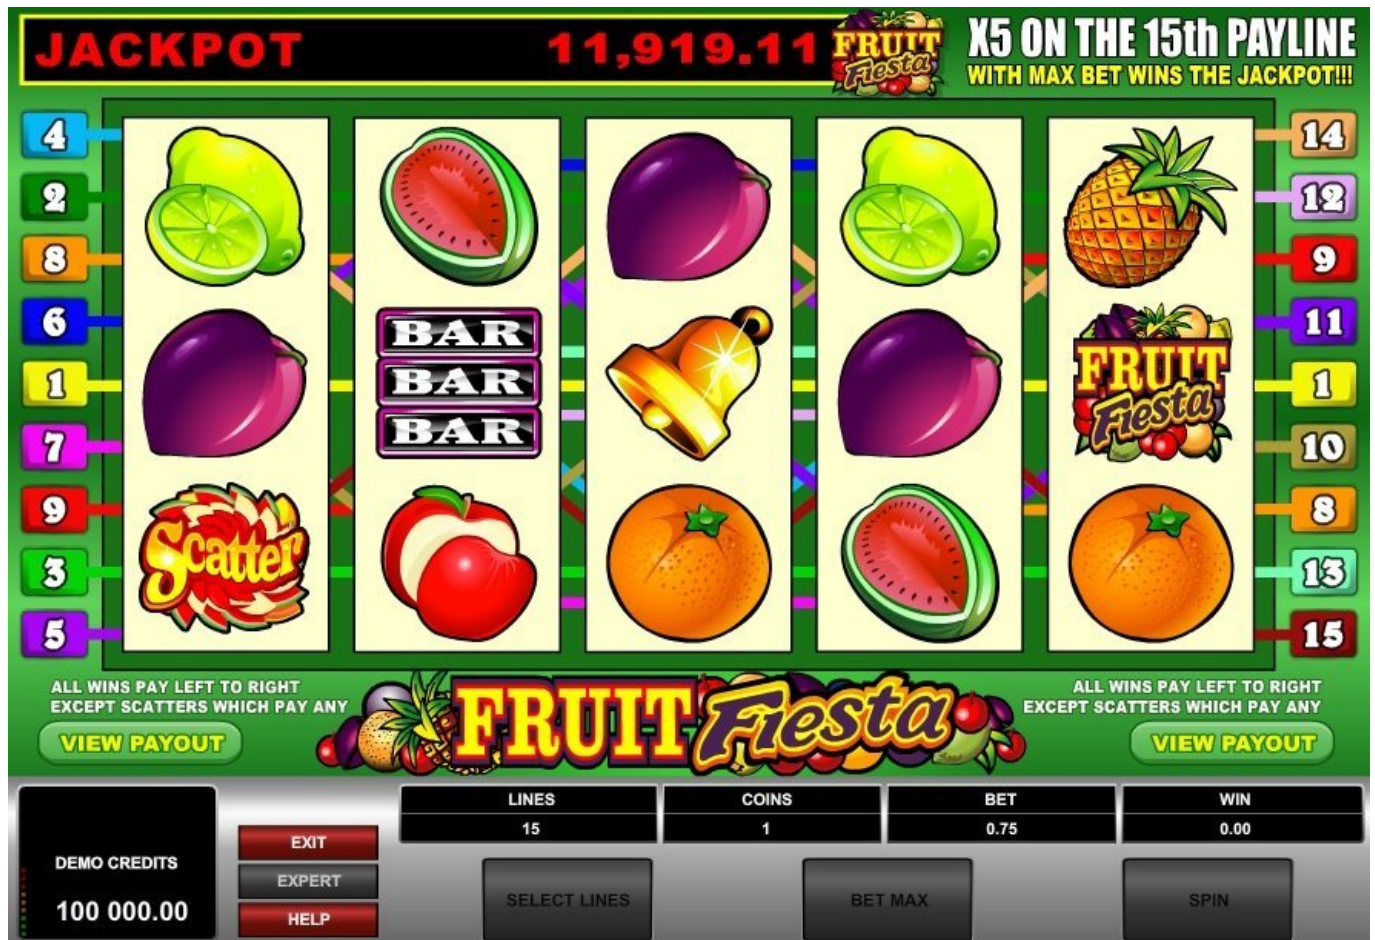 JACKPOT 11,919.11
FRUIT
Fiesta
X5 ON THE 15th PAYLINE
WITH MAX BET WINS THE JACKPOT!!!
4
2
8
6
1
7
9
3
5
BAR
BAR
BAR
Scatter
FRUIT
Fiesta
14
12
9
11
1
10
8
13
15
ALL WINS PAY LEFT TO RIGHT
EXCEPT SCATTERS WHICH PAY ANY
VIEW PAYOUT
FRUIT Fiesta
ALL WINS PAY LEFT TO RIGHT
EXCEPT SCATTERS WHICH PAY ANY
VIEW PAYOUT
DEMO CREDITS
100 000.00
EXIT
EXPERT
HELP
LINES COINS BET WIN
15 1 0.75 0.00
SELECT LINES BET MAX SPIN